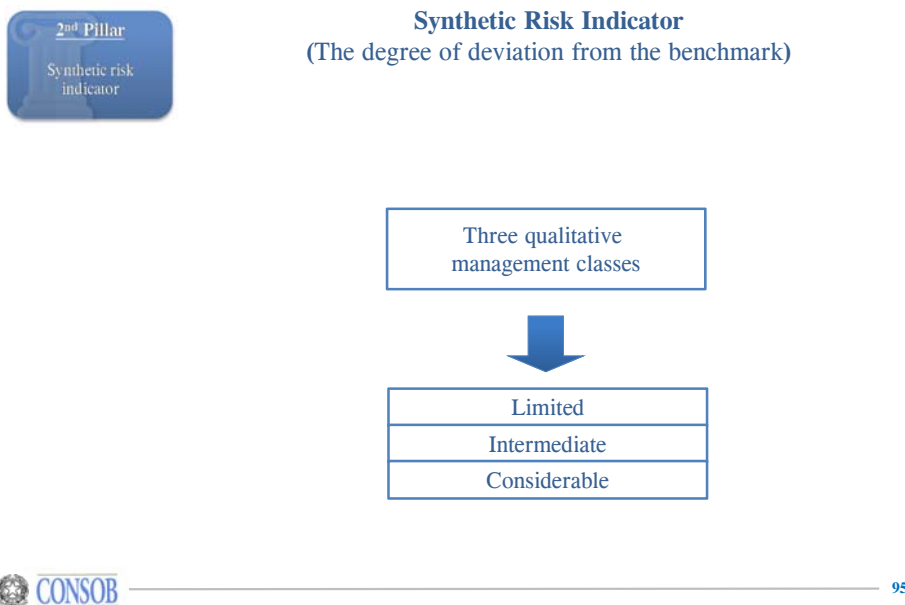 2nd Pillar
Synthetic risk
indicator
Synthetic Risk Indicator
(The degree of deviation from the benchmark)
Three qualitative
management classes
Limited
Intermediate
Considerable
CONSOB
95